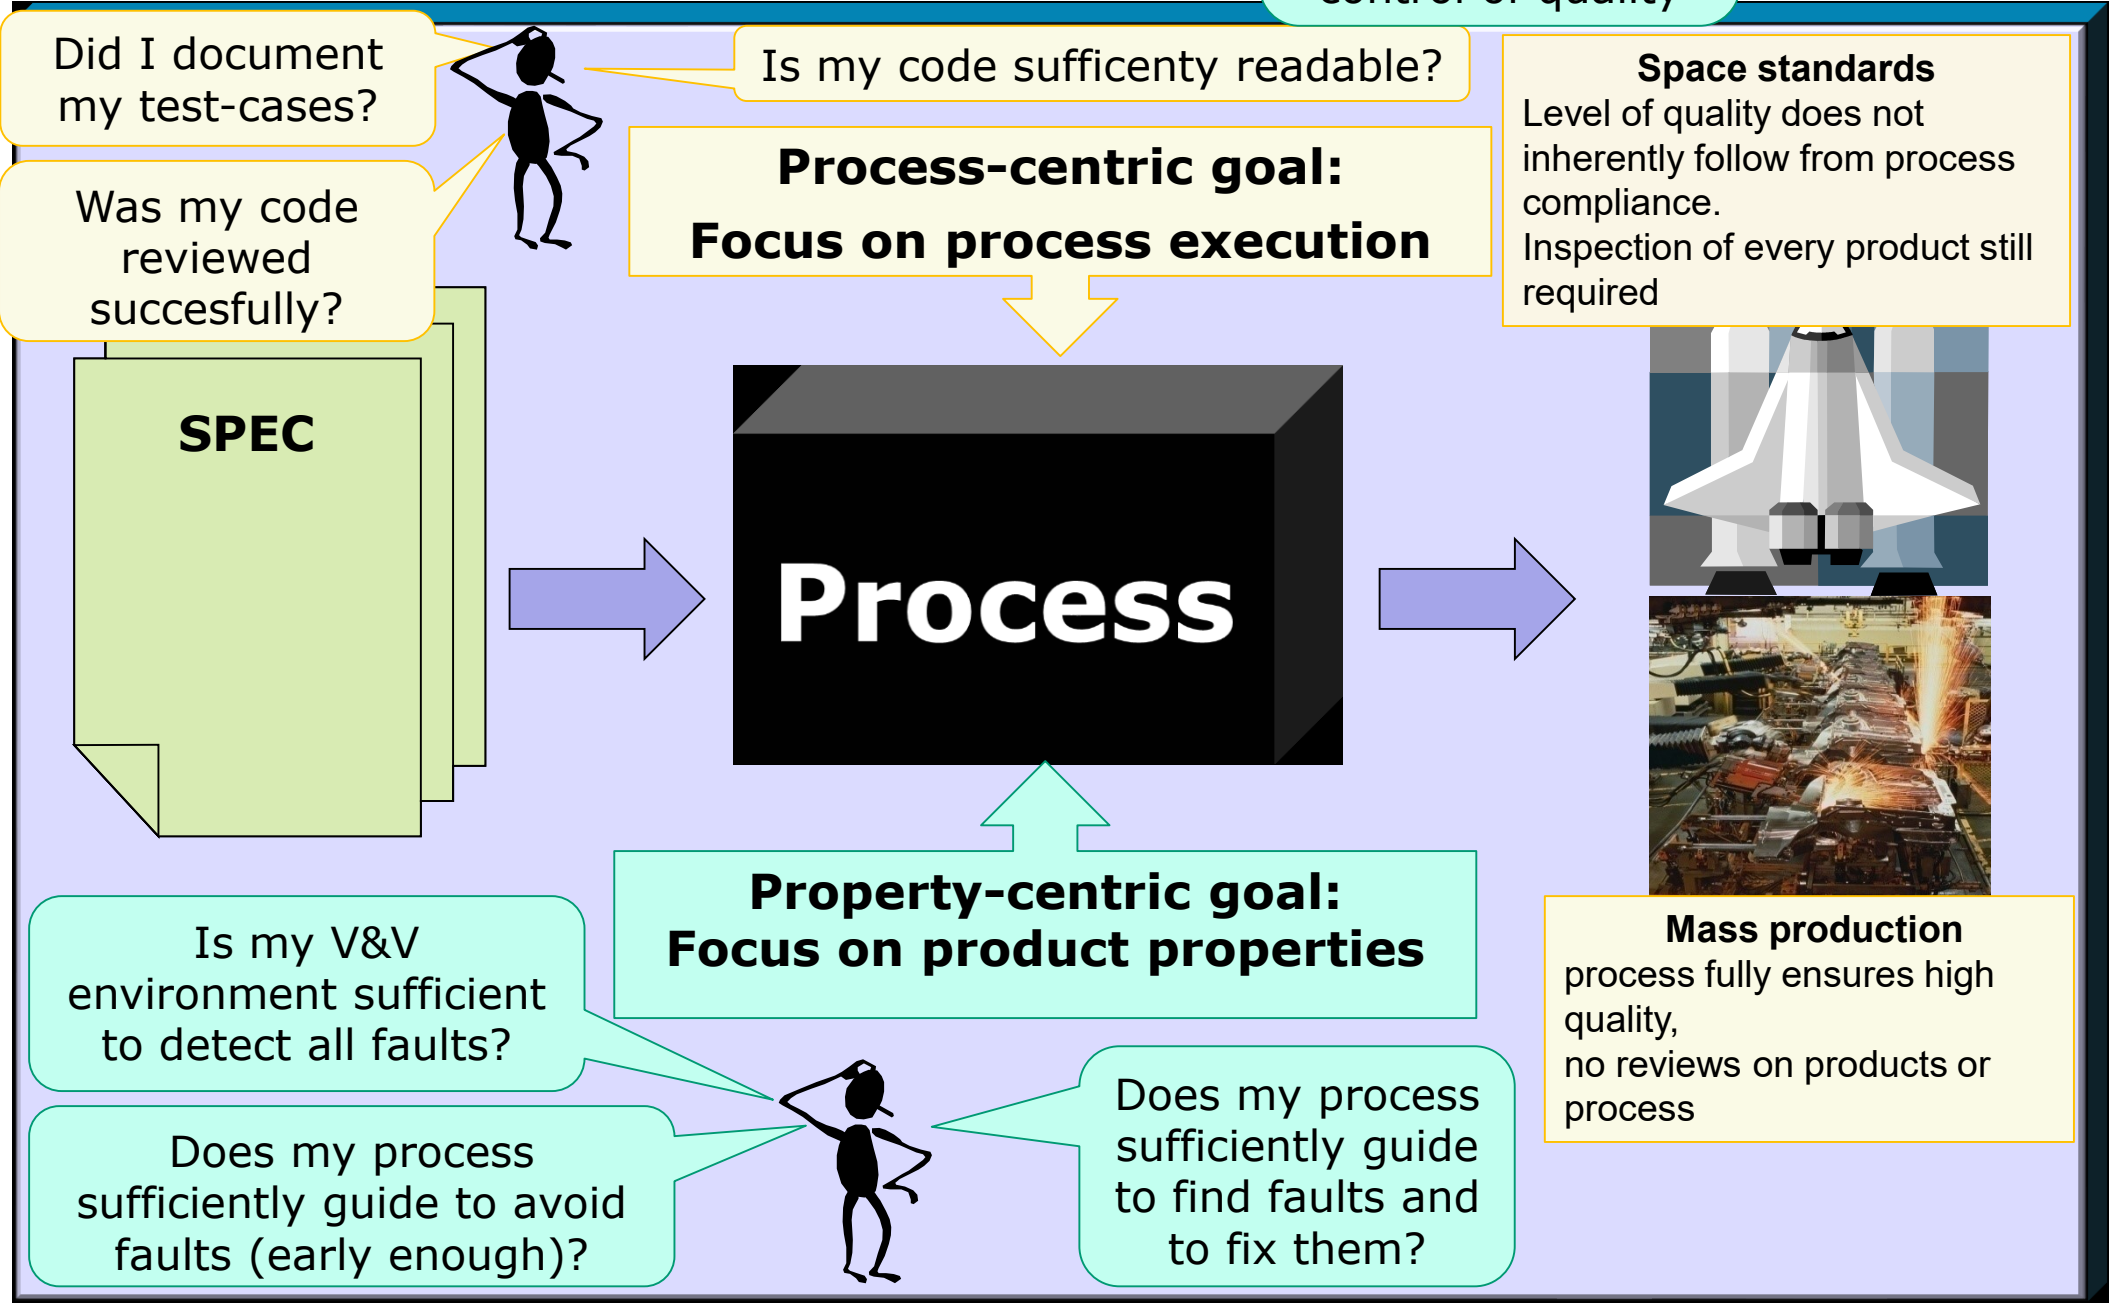 control of quality
Did I document
my test-cases?
Is my code sufficenty readable?
Was my code
reviewed
succesfully?
Process-centric goal:
Focus on process execution
Space standards
Level of quality does not
inherently follow from process
compliance.
Inspection of every product still
required
SPEC
Process
Property-centric goal:
Focus on product properties
Mass production
process fully ensures high
quality,
no reviews on products or
process
Is my V&V
environment sufficient
to detect all faults?
Does my process
sufficiently guide to avoid
faults (early enough)?
Does my process
sufficiently guide
to find faults and
to fix them?